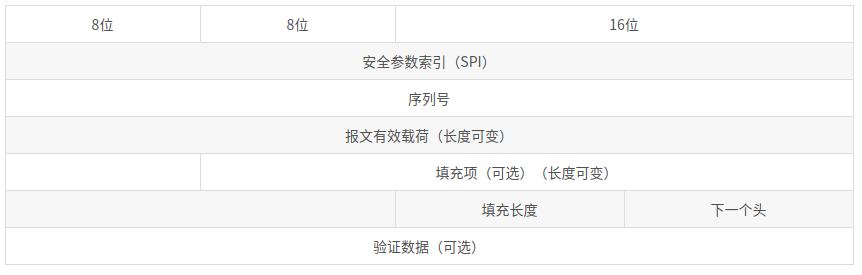 8位 8位 16位
安全参数索引（SPI）
序列号
报文有效载荷（长度可变）
填充项（可选）（长度可变）
填充长度 下一个头
验证数据（可选）